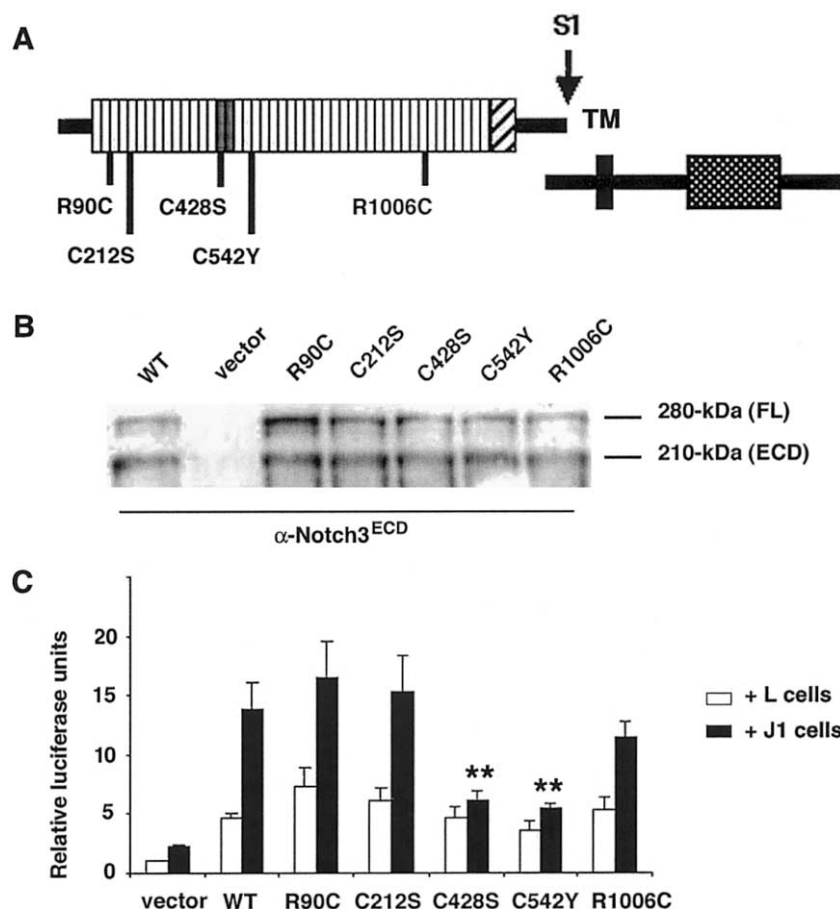 A
S1
TM
R90C
C212S
C428S
C542Y
R1006C
B
WT
vector
R90C
C212S
C428S
C542Y
R1006C
280-kDa (FL)
210-kDa (ECD)
α-Notch3ECD
C
Relative luciferase units
20
15
10
5
0
** **
+ L cells
+ J1 cells
vector WT R90C C212S C428S C542Y R1006C